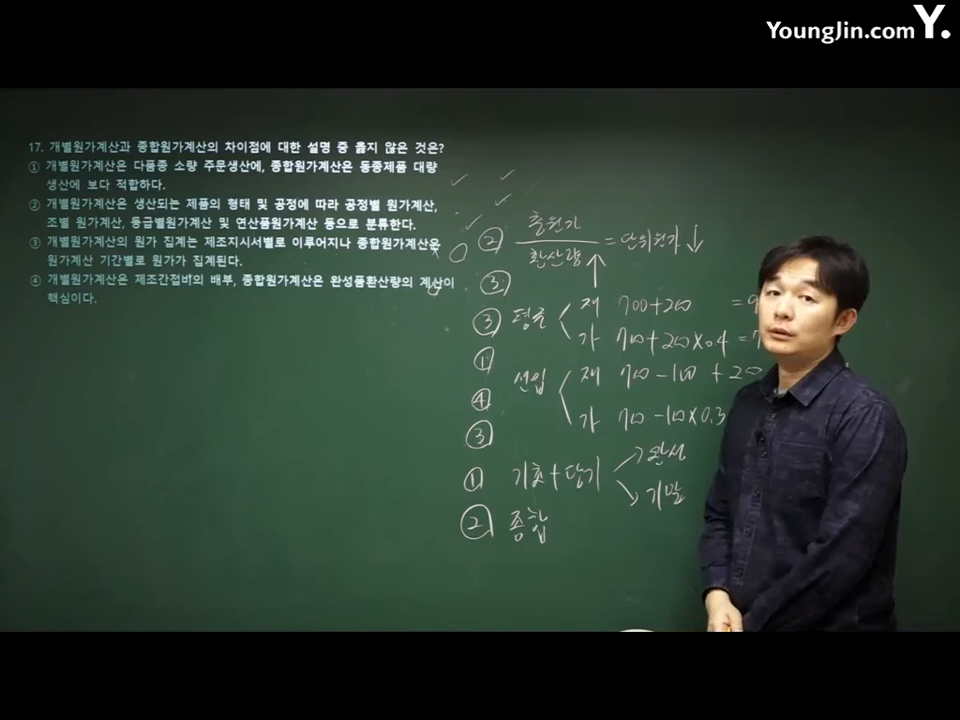 YoungJin.com Y.
17. 개별원가계산과 종합원가계산의 차이점에 대한 설명 중 옳지 않은 것은?
① 개별원가계산은 다품종 소량 주문생산에, 종합원가계산은 동종제품 대량
생산에 보다 적합하다.
② 개별원가계산은 생산되는 제품의 형태 및 공정에 따라 공정별 원가계산,
조별 원가계산, 등급별원가계산 및 연산품원가계산 등으로 분류한다.
③ 개별원가계산의 원가 집계는 제조지시서별로 이루어지나 종합원가계산은
원가계산 기간별로 원가가 집계된다.
④ 개별원가계산은 제조간접비의 배부, 종합원가계산은 완성품환산량의 계산이
핵심이다.
② 총원가
환산량 = 단위원가 ↓
③
③ 평균 재 700+200 =
가 700+200×0.4 =
①
선입 재 700-100 + 200
④
가 700-100×0.3
③
① 기초+당기 완성
기말
② 종합